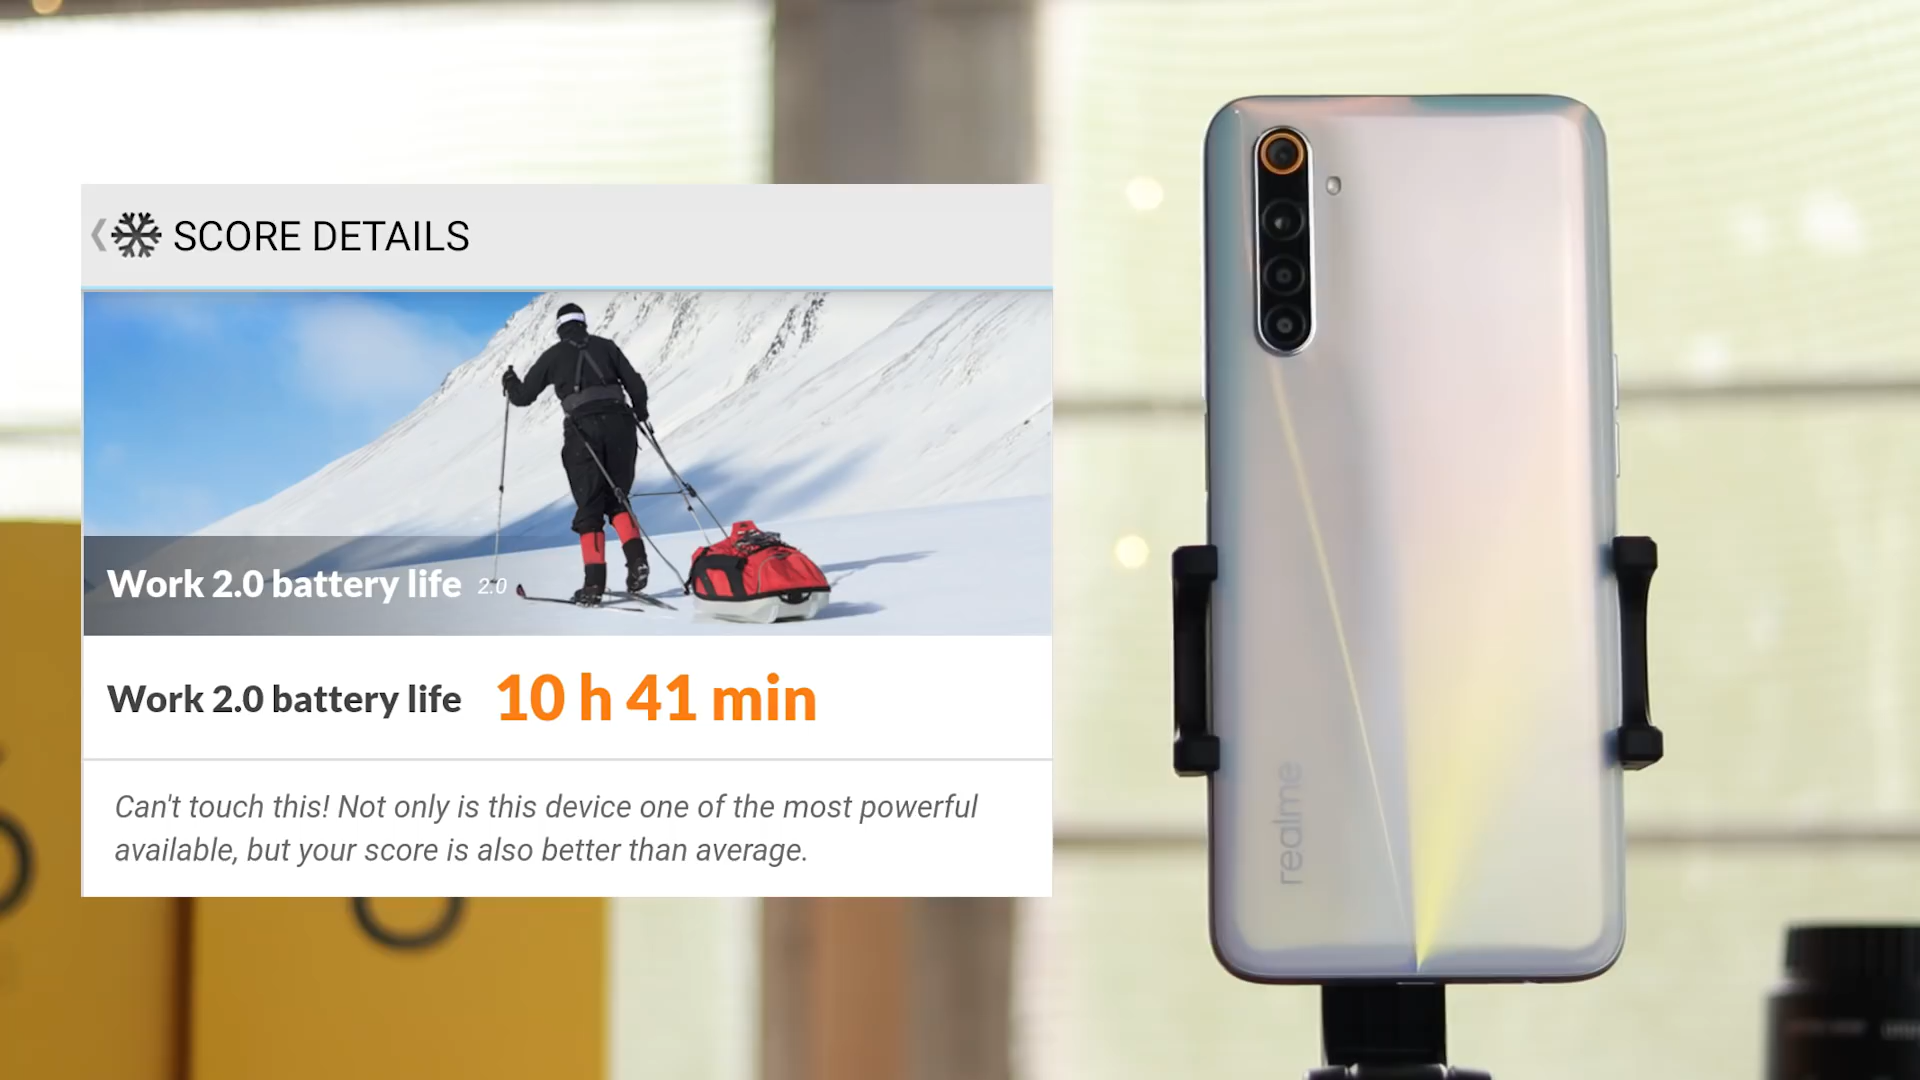 SCORE DETAILS
Work 2.0 battery life 2.0
Work 2.0 battery life 10 h 41 min
Can't touch this! Not only is this device one of the most powerful
available, but your score is also better than average.
realme